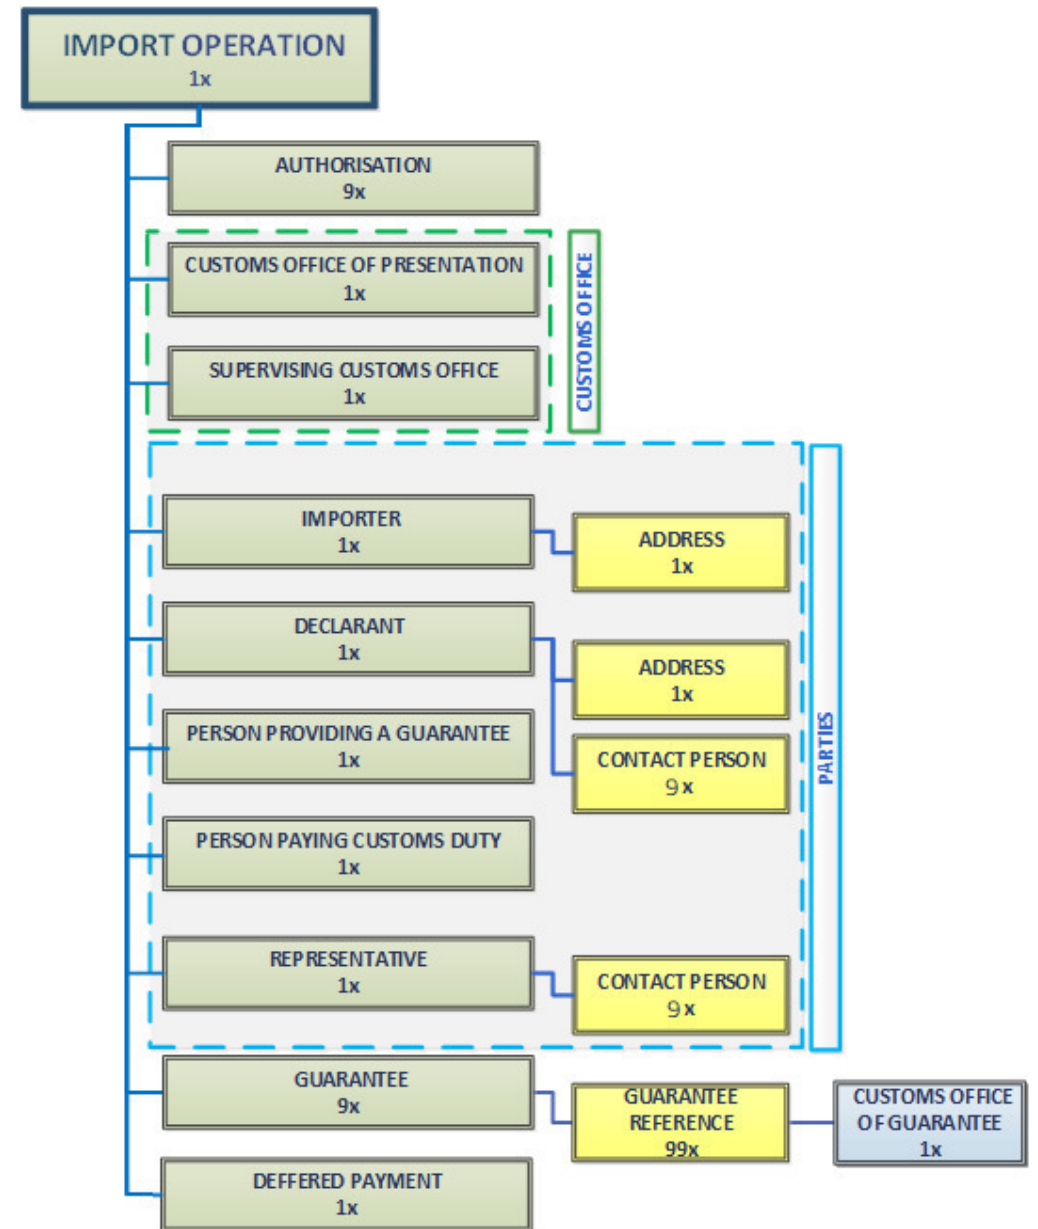 IMPORT OPERATION
1x
AUTHORISATION
9x
CUSTOMS OFFICE OF PRESENTATION
1x
SUPERVISING CUSTOMS OFFICE
1x
CUSTOMS OFFICE
IMPORTER
1x
ADDRESS
1x
DECLARANT
1x
ADDRESS
1x
PERSON PROVIDING A GUARANTEE
1x
CONTACT PERSON
9x
PERSON PAYING CUSTOMS DUTY
1x
REPRESENTATIVE
1x
CONTACT PERSON
9x
PARTIES
GUARANTEE
9x
GUARANTEE
REFERENCE
99x
CUSTOMS OFFICE
OF GUARANTEE
1x
DEFFERED PAYMENT
1x